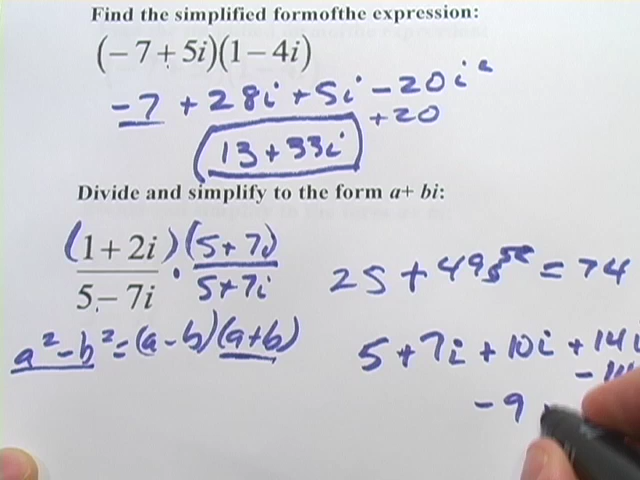 Find the simplified formofthe expression:
(− 7 + 5i)(1 − 4i)
-7 + 28i + 5i - 20i²
+20
13 + 33i
Divide and simplify to the form a+ bi:
(1 + 2i) · (5 + 7i)
5 − 7i 5 + 7i
25 + 49 = 74
a² - b² = (a - b)(a + b)
5 + 7i + 10i + 14i
- 14
- 9